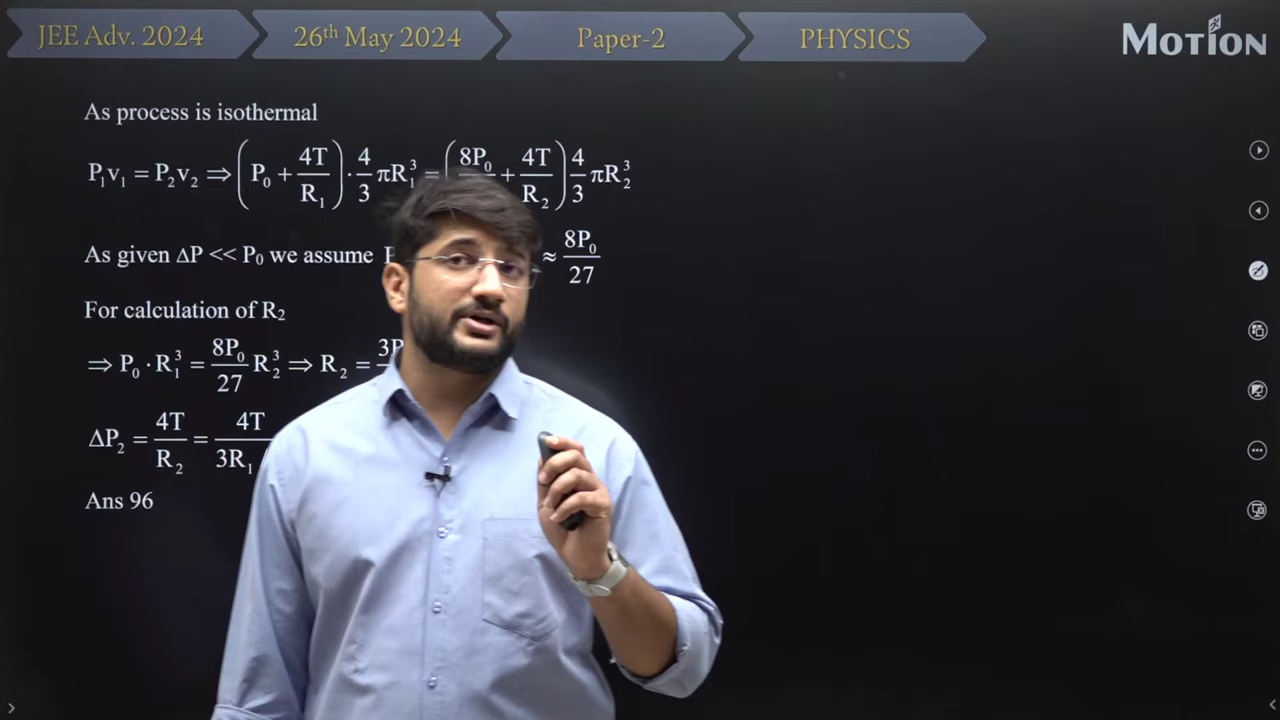 JEE Adv. 2024
26th May 2024
Paper-2
PHYSICS
MOTION
As process is isothermal
P₁v₁ = P₂v₂ ⇒ (P₀ + 4T/R₁) · 4/3 πR₁³ = (8P₀ + 4T/R₂) 4/3 πR₂³
As given ΔP << P₀ we assume ≈ 8P₀/27
For calculation of R₂
⇒ P₀ · R₁³ = 8P₀/27 R₂³ ⇒ R₂ =
ΔP₂ = 4T/R₂ = 4T/3R₁
Ans 96